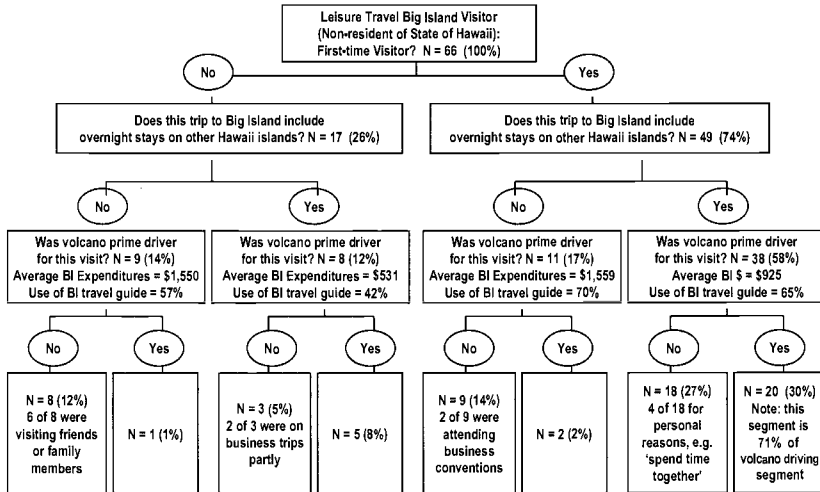 Leisure Travel Big Island Visitor
(Non-resident of State of Hawaii):
First-time Visitor? N = 66 (100%)
No
Yes
Does this trip to Big Island include
overnight stays on other Hawaii islands? N = 17 (26%)
Does this trip to Big Island include
overnight stays on other Hawaii islands? N = 49 (74%)
No
Yes
No
Yes
Was volcano prime driver
for this visit? N = 9 (14%)
Average BI Expenditures = $1,550
Use of BI travel guide = 57%
Was volcano prime driver
for this visit? N = 8 (12%)
Average BI Expenditures = $531
Use of BI travel guide = 42%
Was volcano prime driver
for this visit? N = 11 (17%)
Average BI Expenditures = $1,559
Use of BI travel guide = 70%
Was volcano prime driver
for this visit? N = 38 (58%)
Average BI $ = $925
Use of BI travel guide = 65%
No
Yes
No
Yes
No
Yes
No
Yes
N = 8 (12%)
6 of 8 were
visiting friends
or family
members
N = 1 (1%)
N = 3 (5%)
2 of 3 were on
business trips
partly
N = 5 (8%)
N = 9 (14%)
2 of 9 were
attending
business
conventions
N = 2 (2%)
N = 18 (27%)
4 of 18 for
personal
reasons, e.g.
'spend time
together'
N = 20 (30%)
Note: this
segment is
71% of
volcano driving
segment